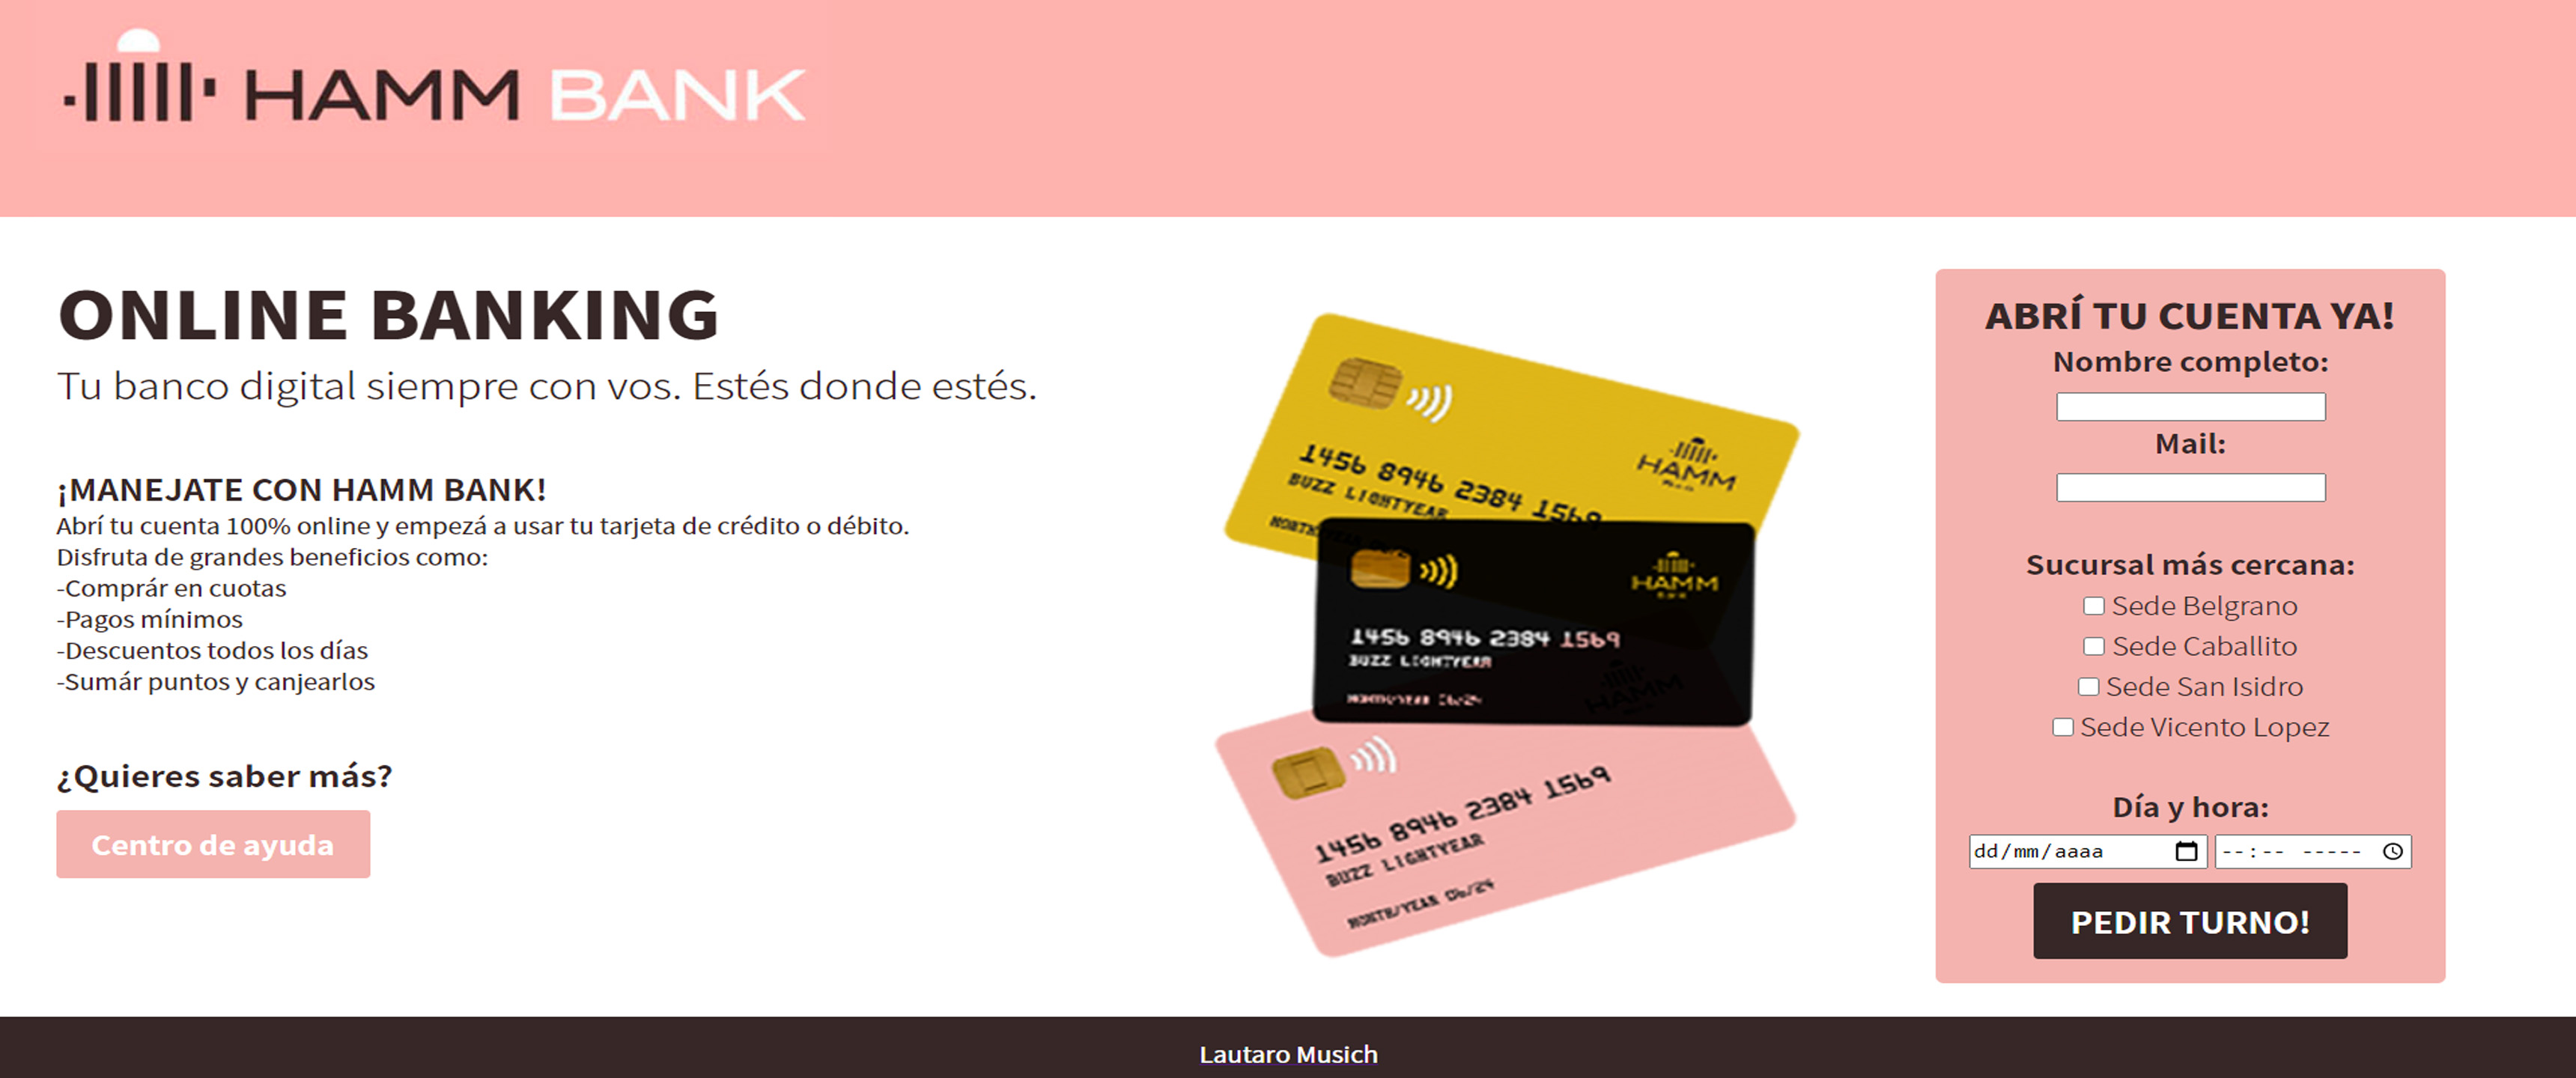 HAMM BANK
ONLINE BANKING
Tu banco digital siempre con vos. Estés donde estés.
¡MANEJATE CON HAMM BANK!
Abrí tu cuenta 100% online y empezá a usar tu tarjeta de crédito o débito.
Disfruta de grandes beneficios como:
-Comprár en cuotas
-Pagos mínimos
-Descuentos todos los días
-Sumár puntos y canjearlos
¿Quieres saber más?
Centro de ayuda
HAMM
1456 8946 2384 1569
BUZZ LIGHTYEAR
HAMM
1456 8946 2384 1569
BUZZ LIGHTYEAR
MONTH/YEAR 06/24
1456 8946 2384 1569
BUZZ LIGHTYEAR
MONTH/YEAR 06/24
ABRÍ TU CUENTA YA!
Nombre completo:
Mail:
Sucursal más cercana:
Sede Belgrano
Sede Caballito
Sede San Isidro
Sede Vicento Lopez
Día y hora:
dd/mm/aaaa --:-- -----
PEDIR TURNO!
Lautaro Musich